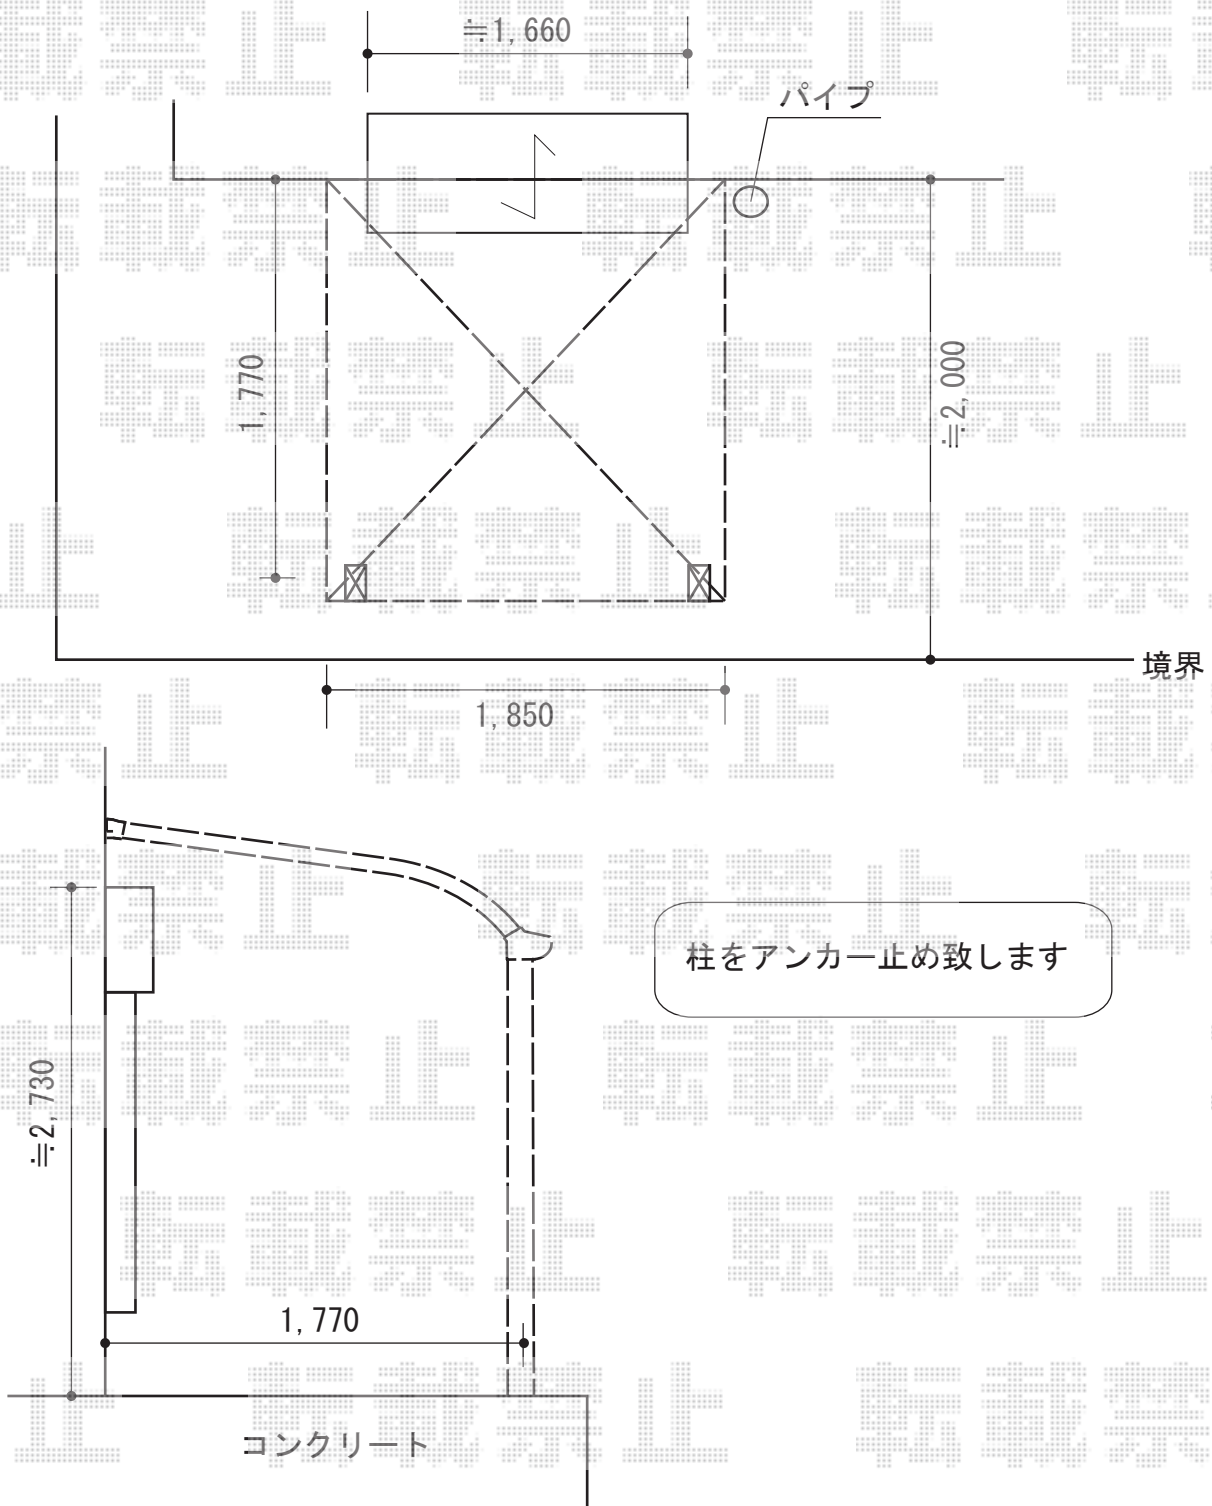 ≒1,660
パイプ
1,770
≒2,000
境界
1,850
柱をアンカー止め致します
≒2,730
1,770
コンクリート
転載禁止